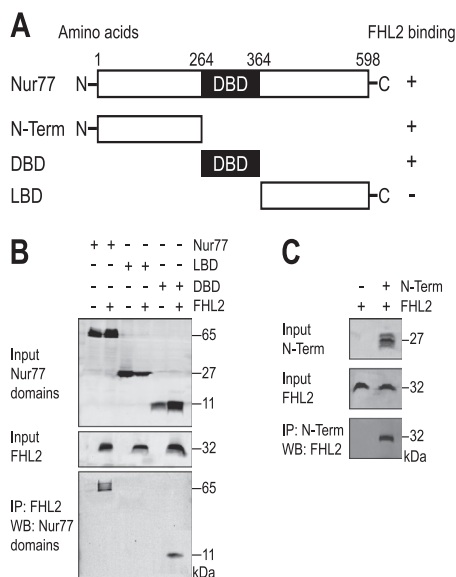 A Amino acids FHL2 binding
1 264 364 598
Nur77 N- DBD -C +
N-Term N- +
DBD DBD +
LBD -C -
B
+ + - - - - Nur77
- - + + - - LBD
- - - - + + DBD
- + - + - + FHL2
Input
Nur77
domains
-65
-27
-11
Input
FHL2
-32
IP: FHL2
WB: Nur77
domains
-65
-11
kDa
C
- + N-Term
+ + FHL2
Input
N-Term
-27
Input
FHL2
-32
IP: N-Term
WB: FHL2
-32
kDa